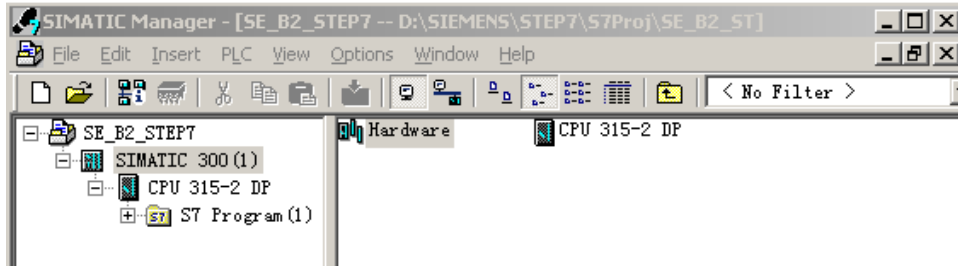 SIMATIC Manager - [SE_B2_STEP7 -- D:\SIEMENS\STEP7\S7Proj\SE_B2_ST]
File Edit Insert PLC View Options Window Help
< No Filter >
SE_B2_STEP7
SIMATIC 300(1)
CPU 315-2 DP
S7 Program(1)
Hardware
CPU 315-2 DP